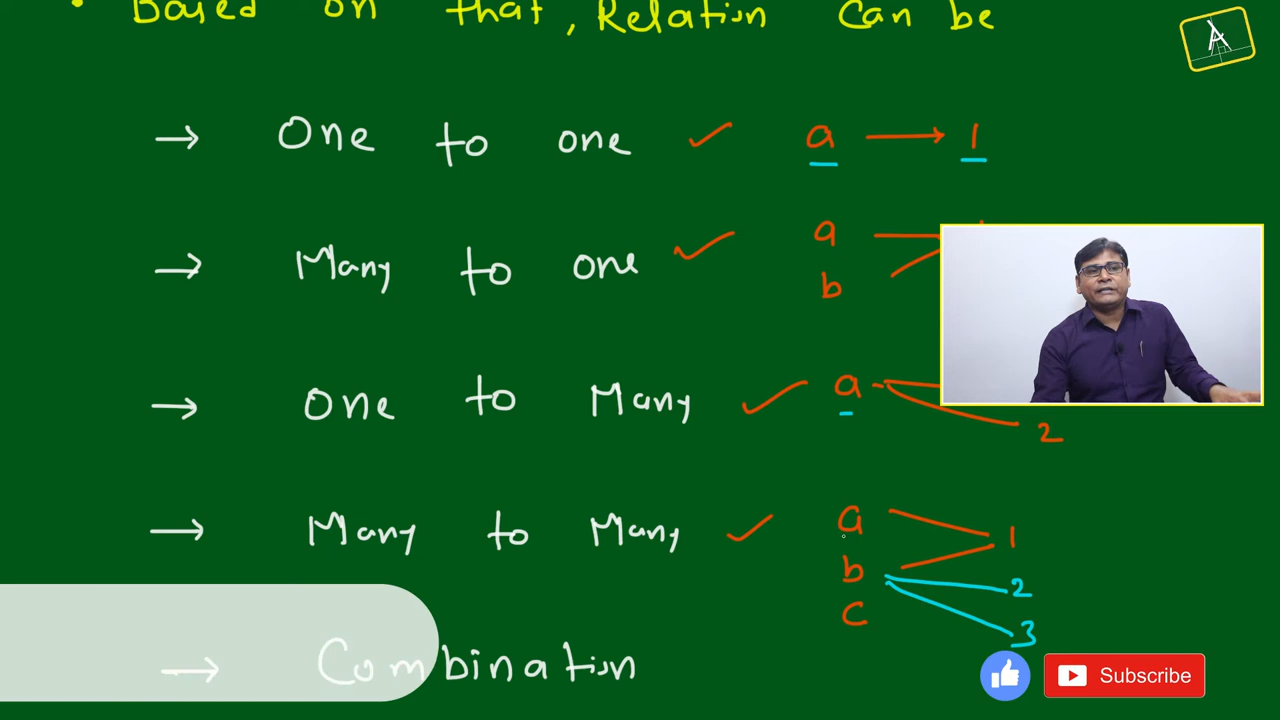 • Based on that, Relation can be
→ One to one ✓ a → 1
→ Many to one ✓ a
b
→ One to Many ✓ a
2
→ Many to Many ✓ a 1
b 2
c 3
→ Combination
Subscribe